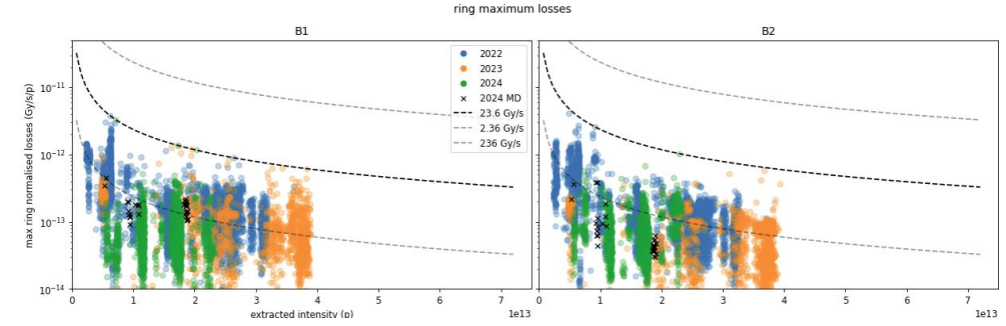 ring maximum losses
B1
B2
max ring normalised losses (Gy/s/p)
10⁻¹¹
10⁻¹²
10⁻¹³
10⁻¹⁴
2022
2023
2024
2024 MD
23.6 Gy/s
2.36 Gy/s
236 Gy/s
0 1 2 3 4 5 6 7
1e13
extracted intensity (p)
0 1 2 3 4 5 6 7
1e13